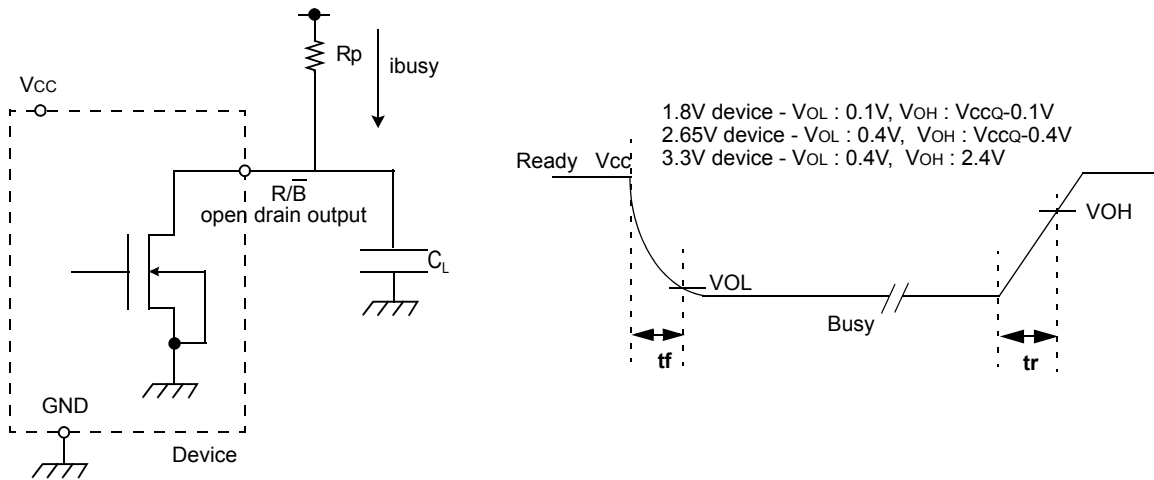 Rp
ibusy
VCC
R/B̅
open drain output
CL
GND
Device
1.8V device - VOL : 0.1V, VOH : VccQ-0.1V
2.65V device - VOL : 0.4V, VOH : VccQ-0.4V
3.3V device - VOL : 0.4V, VOH : 2.4V
Ready Vcc
VOH
VOL
Busy
tf
tr